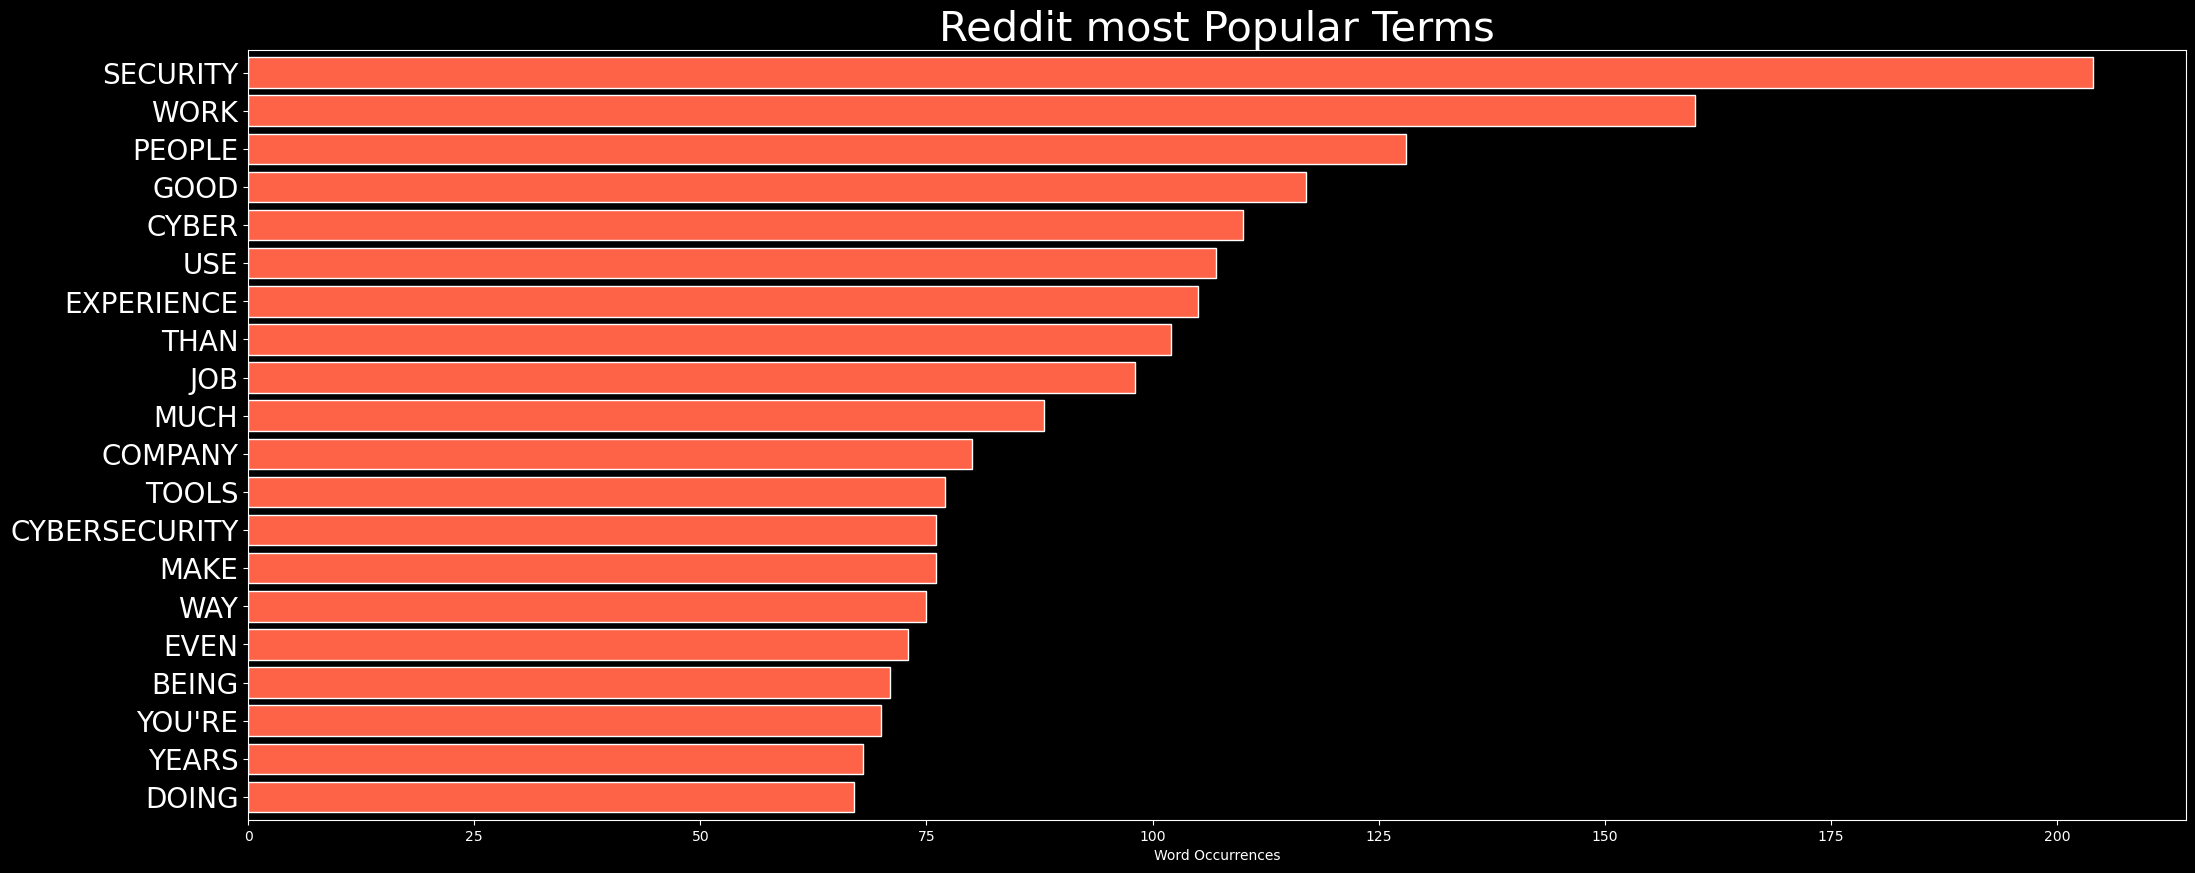 Reddit most Popular Terms
SECURITY
WORK
PEOPLE
GOOD
CYBER
USE
EXPERIENCE
THAN
JOB
MUCH
COMPANY
TOOLS
CYBERSECURITY
MAKE
WAY
EVEN
BEING
YOU'RE
YEARS
DOING
0 25 50 75 100 125 150 175 200
Word Occurrences